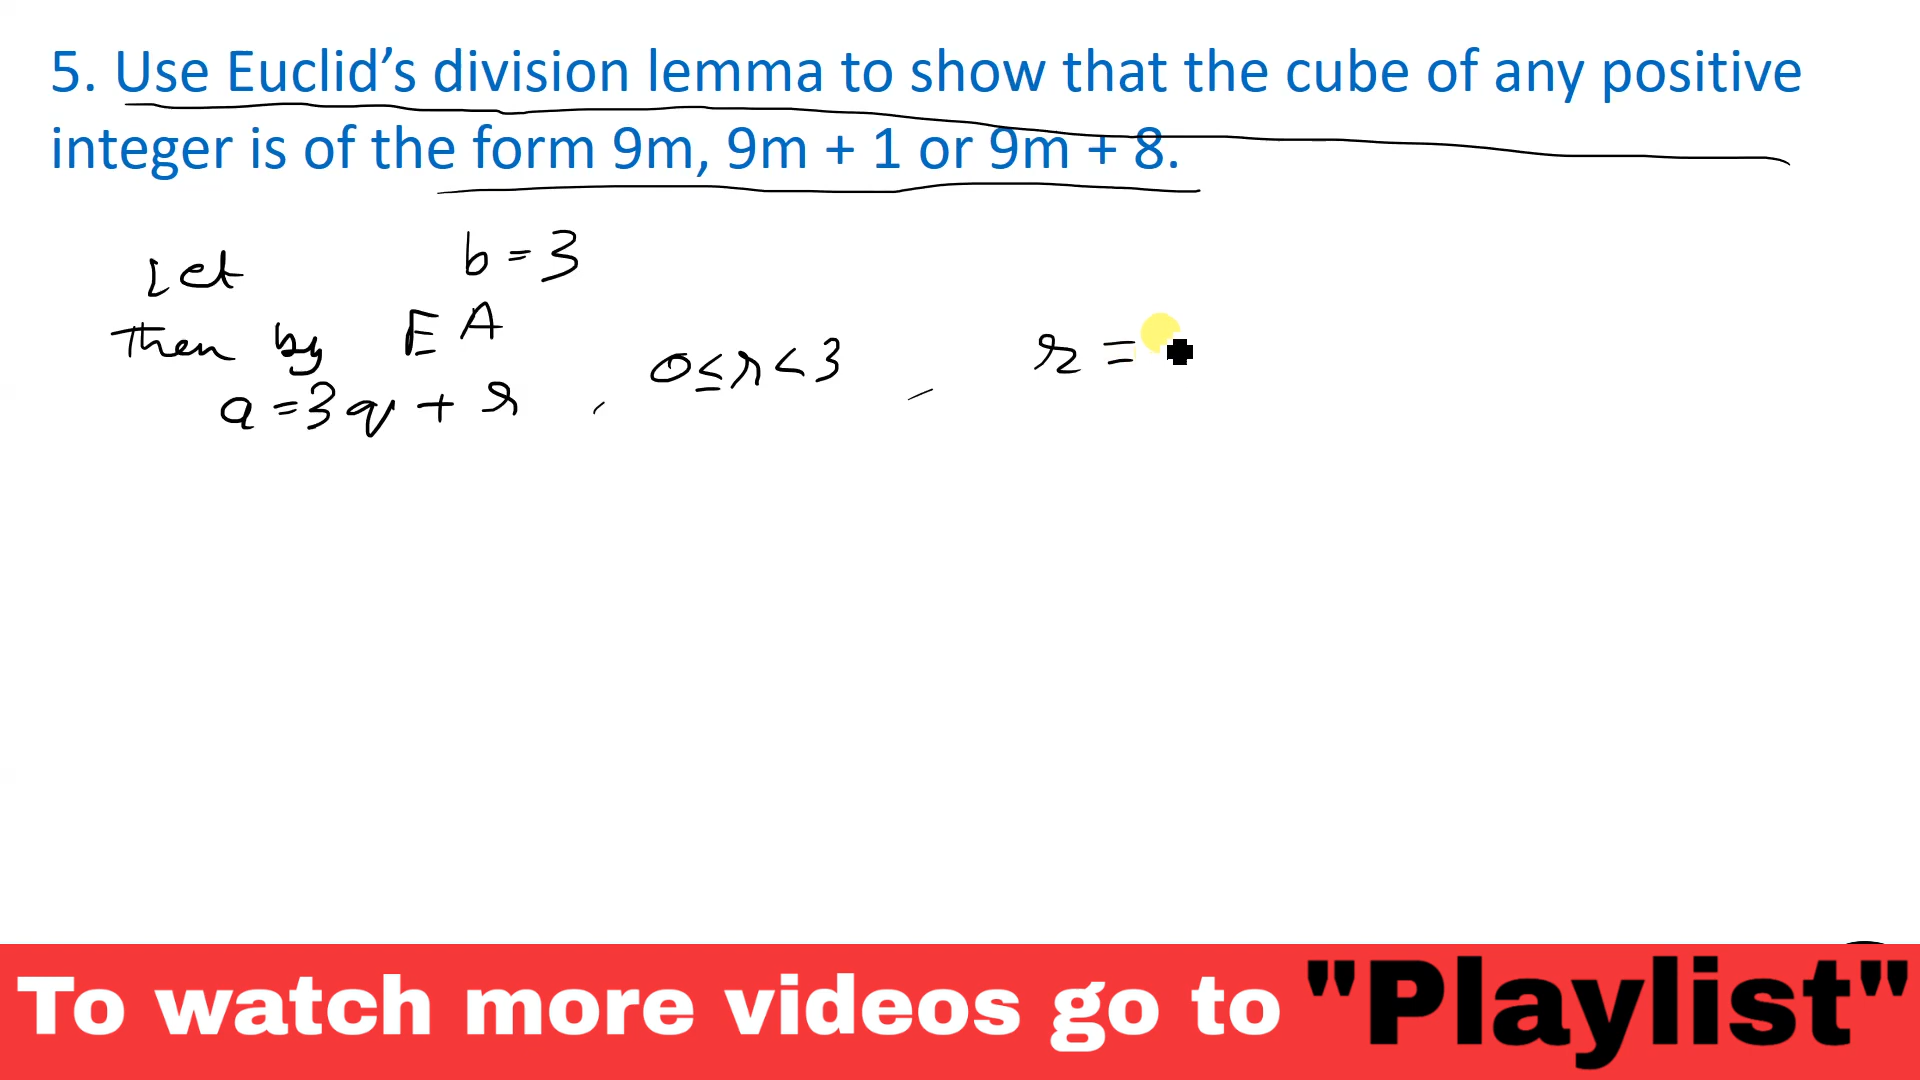 5. Use Euclid’s division lemma to show that the cube of any positive
integer is of the form 9m, 9m + 1 or 9m + 8.
Let b = 3
Then by E A
a = 3q + r , 0 ≤ r < 3 , r =
To watch more videos go to "Playlist"